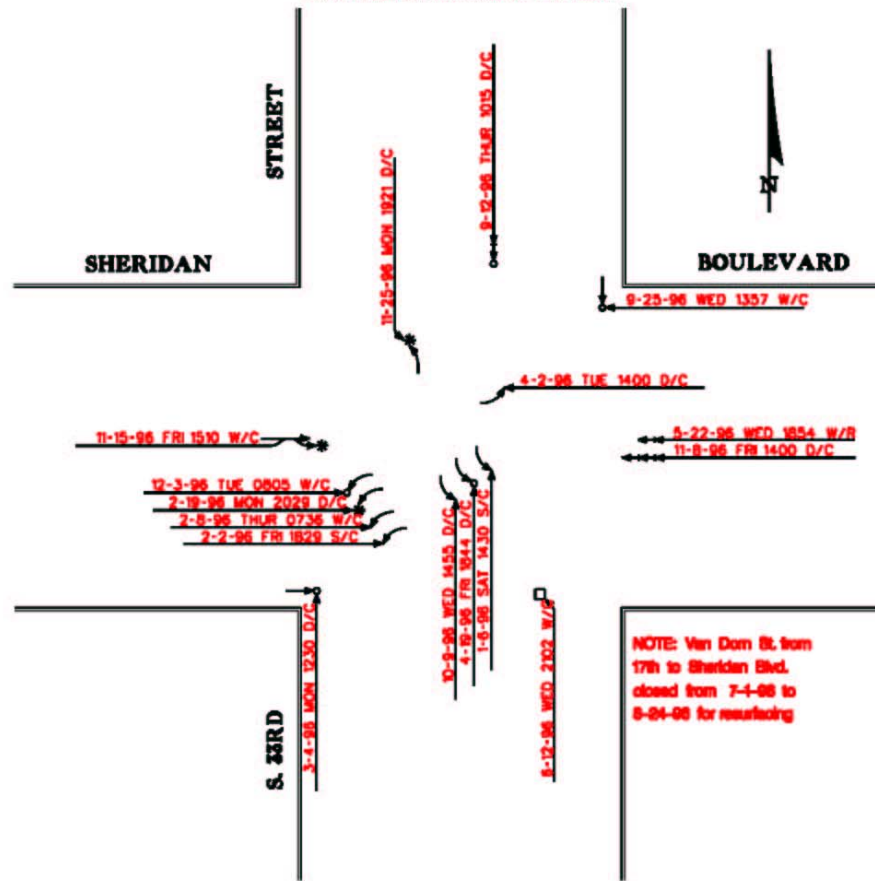 STREET
9-12-96 THUR 1015 D/C
11-25-96 MON 1921 D/C
N
SHERIDAN
BOULEVARD
9-25-96 WED 1357 W/C
4-2-96 TUE 1400 D/C
11-15-96 FRI 1510 W/C
5-22-96 WED 1854 W/R
11-8-96 FRI 1400 D/C
12-3-96 TUE 0805 W/C
2-19-96 MON 2029 D/C
2-8-96 THUR 0736 W/C
2-2-96 FRI 1829 S/C
10-9-96 WED 1455 D/C
4-19-96 FRI 1844 D/C
1-6-96 SAT 1430 S/C
3-4-96 MON 1230 D/C
WED 2102
S. 33RD
NOTE: Van Dorn St. from
17th to Sheridan Blvd.
closed from 7-1-96 to
8-24-96 for resurfacing